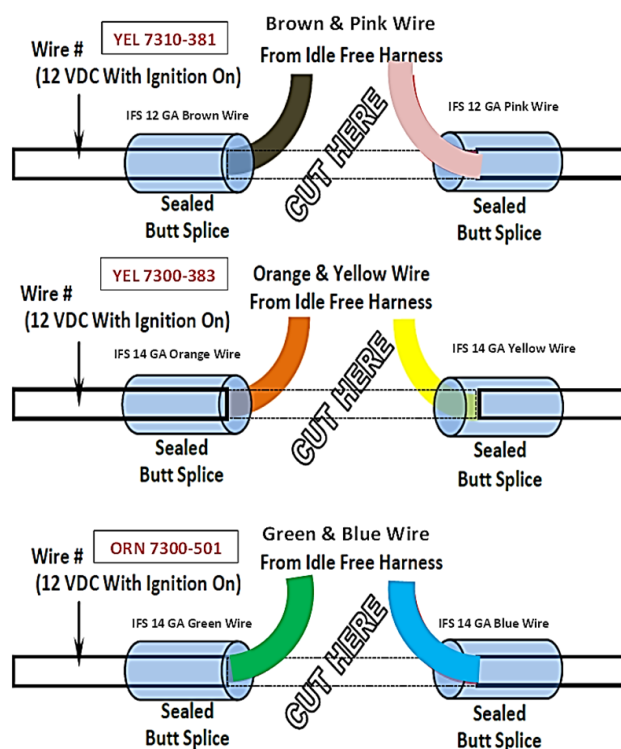 Brown & Pink Wire
YEL 7310-381
Wire #
From Idle Free Harness
(12 VDC With Ignition On)
IFS 12 GA Brown Wire
CUT HERE
IFS 12 GA Pink Wire
Sealed
Butt Splice
Sealed
Butt Splice
YEL 7300-383
Orange & Yellow Wire
Wire #
From Idle Free Harness
(12 VDC With Ignition On)
IFS 14 GA Orange Wire
CUT HERE
IFS 14 GA Yellow Wire
Sealed
Butt Splice
Sealed
Butt Splice
Green & Blue Wire
ORN 7300-501
Wire #
From Idle Free Harness
(12 VDC With Ignition On)
IFS 14 GA Green Wire
CUT HERE
IFS 14 GA Blue Wire
Sealed
Butt Splice
Sealed
Butt Splice